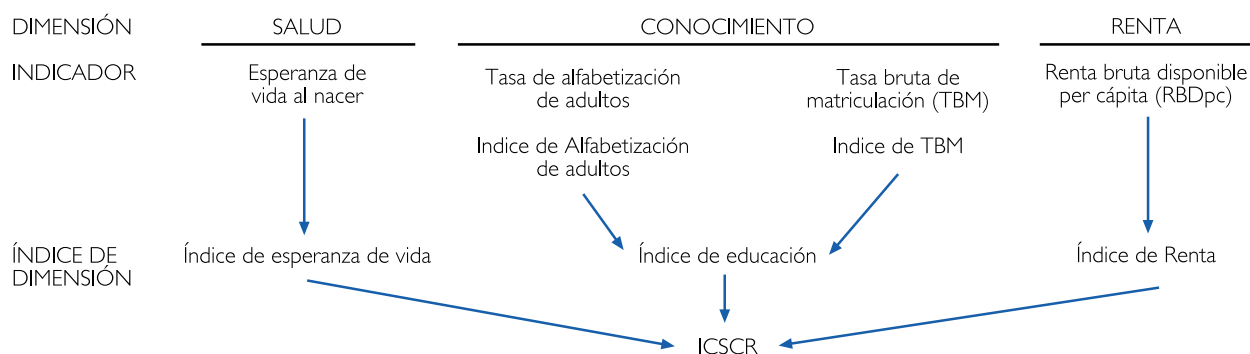 DIMENSIÓN SALUD CONOCIMIENTO RENTA
INDICADOR
Esperanza de
vida al nacer
Tasa de alfabetización
de adultos
Tasa bruta de
matriculación (TBM)
Renta bruta disponible
per cápita (RBDpc)
Indice de Alfabetización
de adultos
Indice de TBM
ÍNDICE DE
DIMENSIÓN
Índice de esperanza de vida
Índice de educación
Índice de Renta
ICSCR